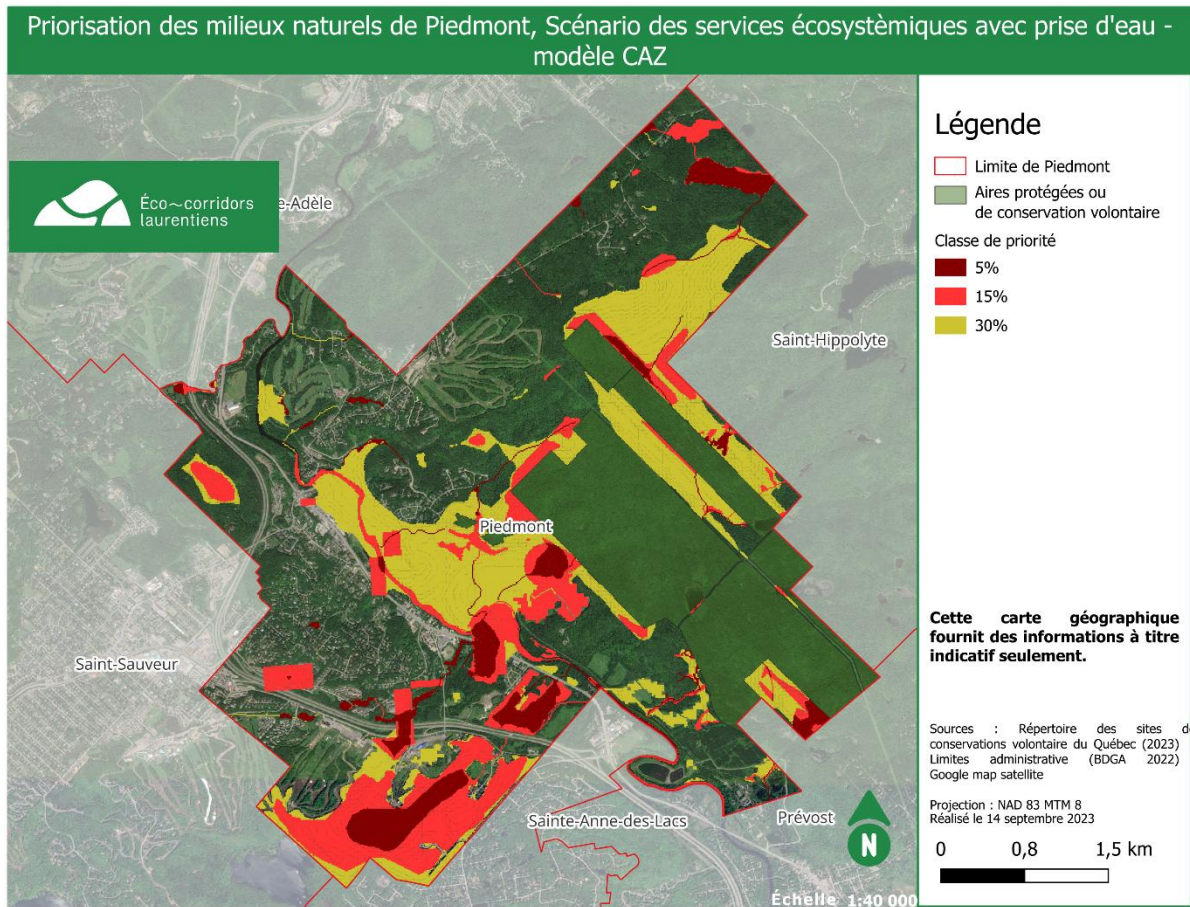 Priorisation des milieux naturels de Piedmont, Scénario des services écosystèmiques avec prise d'eau -
modèle CAZ
Éco~corridors
laurentiens
e-Adèle
Saint-Hippolyte
Piedmont
Saint-Sauveur
Sainte-Anne-des-Lacs
Prévost
N
Échelle 1:40 000
Légende
Limite de Piedmont
Aires protégées ou
de conservation volontaire
Classe de priorité
5%
15%
30%
Cette carte géographique
fournit des informations à titre
indicatif seulement.
Sources : Répertoire des sites de
conservations volontaire du Québec (2023)
Limites administrative (BDGA 2022)
Google map satellite
Projection : NAD 83 MTM 8
Réalisé le 14 septembre 2023
0 0,8 1,5 km